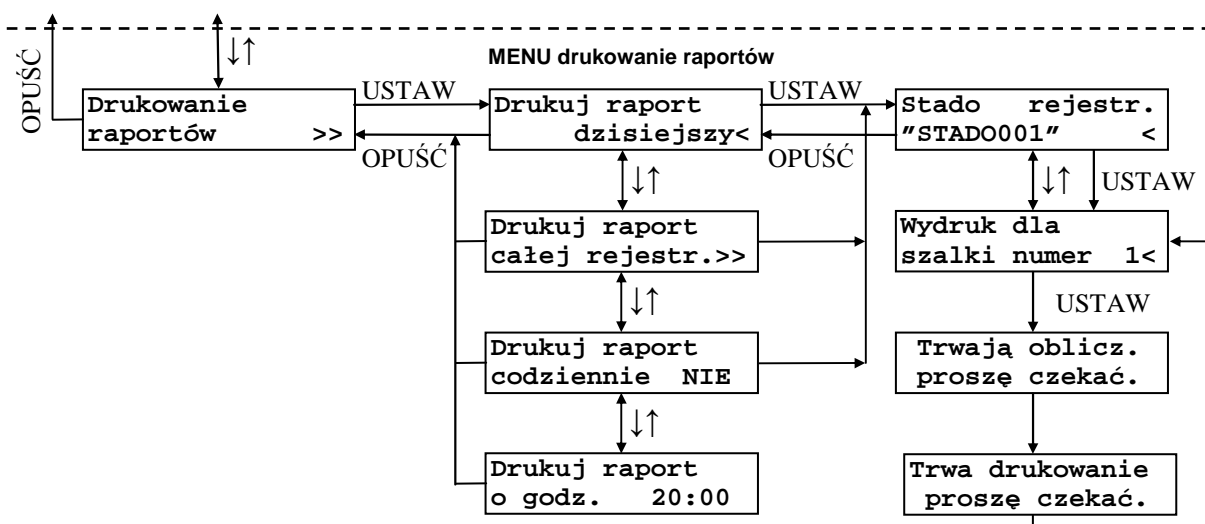 MENU drukowanie raportów
OPUŚĆ
↓↑
Drukowanie
raportów >>
USTAW
OPUŚĆ
Drukuj raport
dzisiejszy<
USTAW
OPUŚĆ
Stado rejestr.
"STADO001" <
↓↑
↓↑ USTAW
Drukuj raport
całej rejestr.>>
Wydruk dla
szalki numer 1<
↓↑
USTAW
Drukuj raport
codziennie NIE
Trwają oblicz.
proszę czekać.
↓↑
Drukuj raport
o godz. 20:00
Trwa drukowanie
proszę czekać.